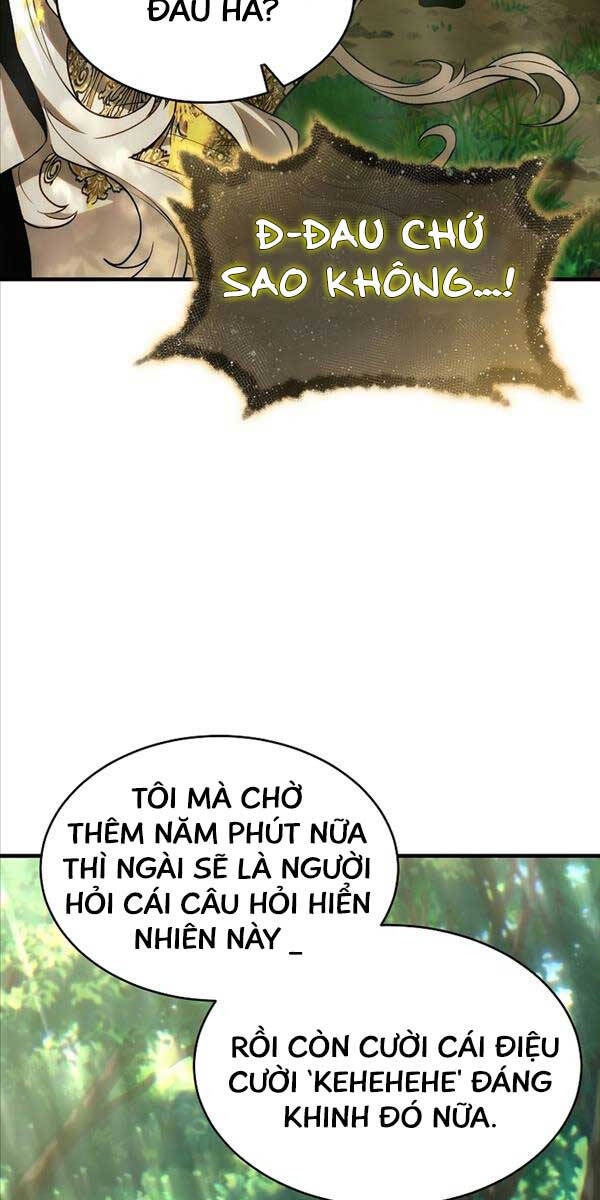 ĐAU HẢ?
Đ-ĐAU CHỨ
SAO KHÔNG...!
TÔI MÀ CHỜ
THÊM NĂM PHÚT NỮA
THÌ NGÀI SẼ LÀ NGƯỜI
HỎI CÁI CÂU HỎI HIỂN
NHIÊN NÀY _
RỒI CÒN CƯỜI CÁI ĐIỆU
CƯỜI 'KEHEHEHE' ĐÁNG
KHINH ĐÓ NỮA.